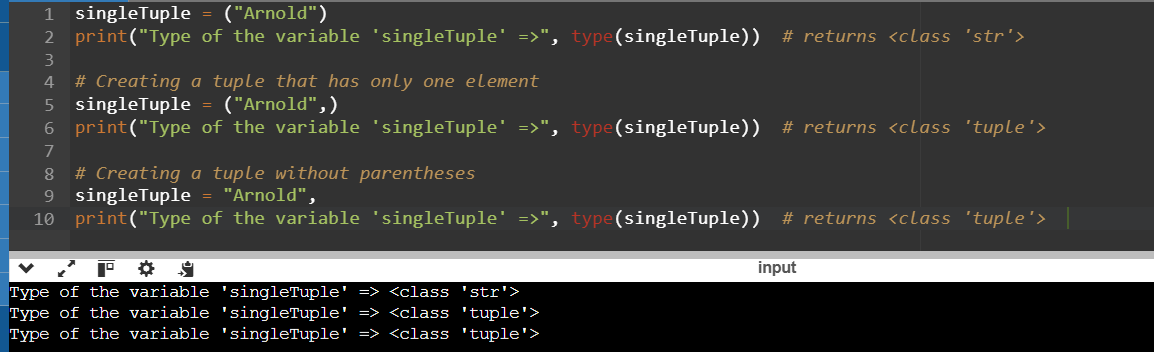 1 singleTuple = ("Arnold")
2 print("Type of the variable 'singleTuple' =>", type(singleTuple))  # returns <class 'str'>
3
4 # Creating a tuple that has only one element
5 singleTuple = ("Arnold",)
6 print("Type of the variable 'singleTuple' =>", type(singleTuple))  # returns <class 'tuple'>
7
8 # Creating a tuple without parentheses
9 singleTuple = "Arnold",
10 print("Type of the variable 'singleTuple' =>", type(singleTuple))  # returns <class 'tuple'>
input
Type of the variable 'singleTuple' => <class 'str'>
Type of the variable 'singleTuple' => <class 'tuple'>
Type of the variable 'singleTuple' => <class 'tuple'>